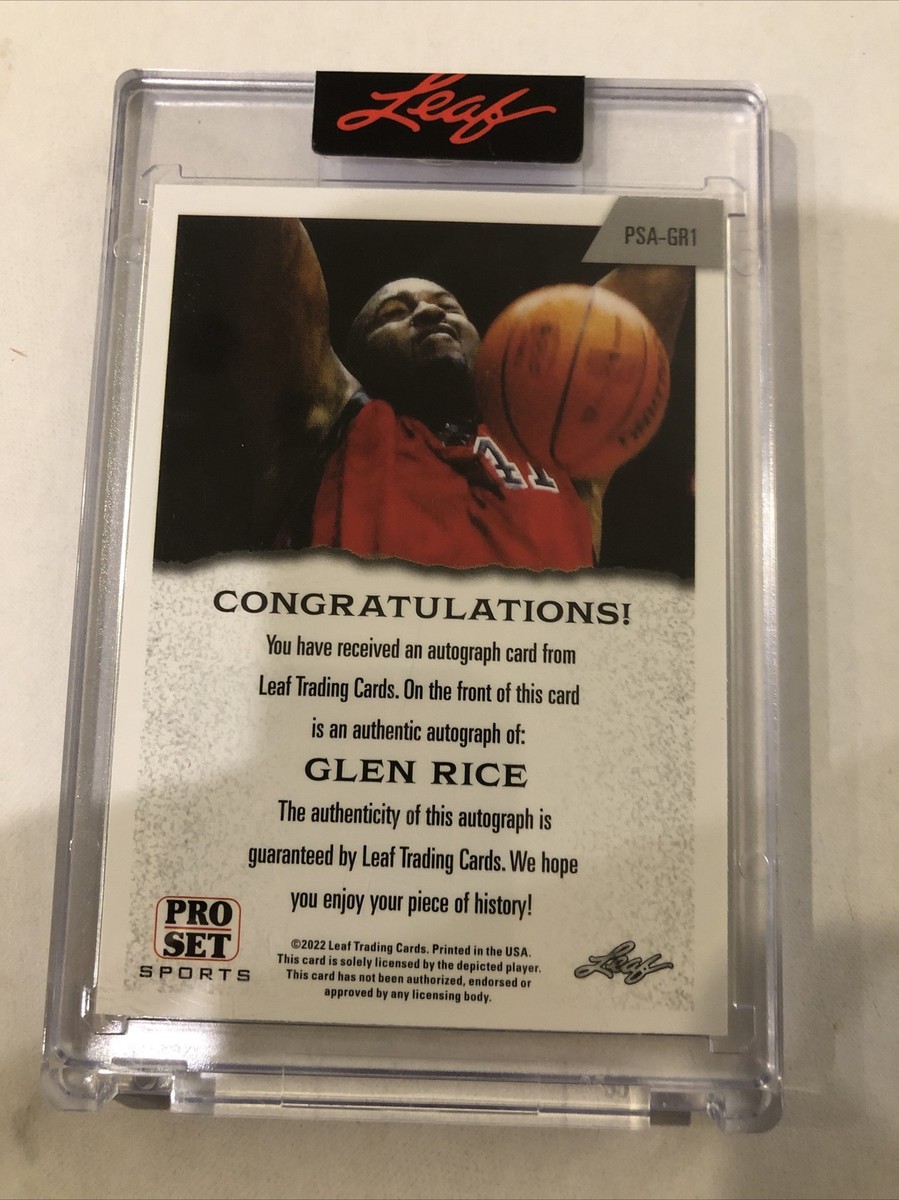 Leaf
PSA-GR1
41
CONGRATULATIONS!
You have received an autograph card from
Leaf Trading Cards. On the front of this card
is an authentic autograph of:
GLEN RICE
The authenticity of this autograph is
guaranteed by Leaf Trading Cards. We hope
you enjoy your piece of history!
PRO
SET
SPORTS
©2022 Leaf Trading Cards. Printed in the USA.
This card is solely licensed by the depicted player.
This card has not been authorized, endorsed or
approved by any licensing body.
Leaf